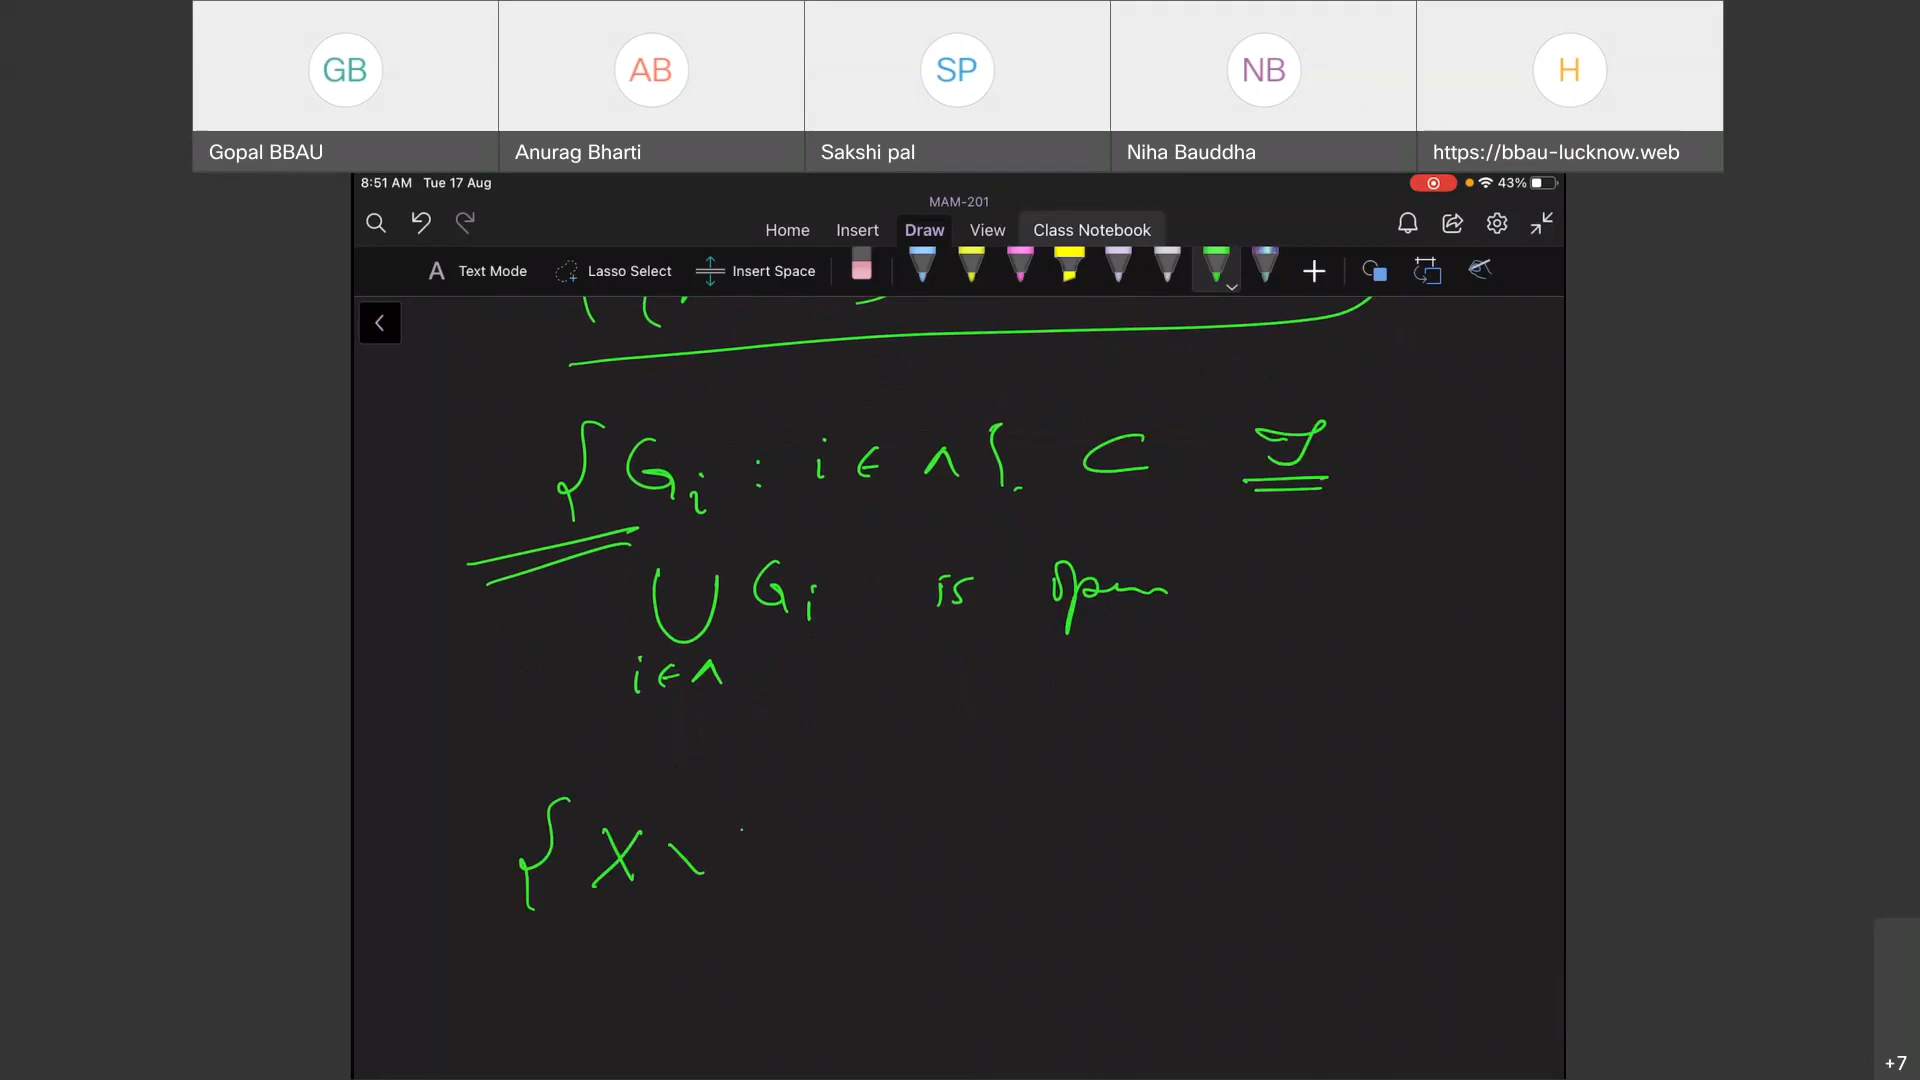 GB AB SP NB H
Gopal BBAU Anurag Bharti Sakshi pal Niha Bauddha https://bbau-lucknow.web
8:51 AM Tue 17 Aug 43%
MAM-201
Home Insert Draw View Class Notebook
A Text Mode Lasso Select Insert Space
{ G_i : i ∈ Λ } ⊂ 𝒯
⋃ G_i is open
i ∈ Λ
{ X \
+7